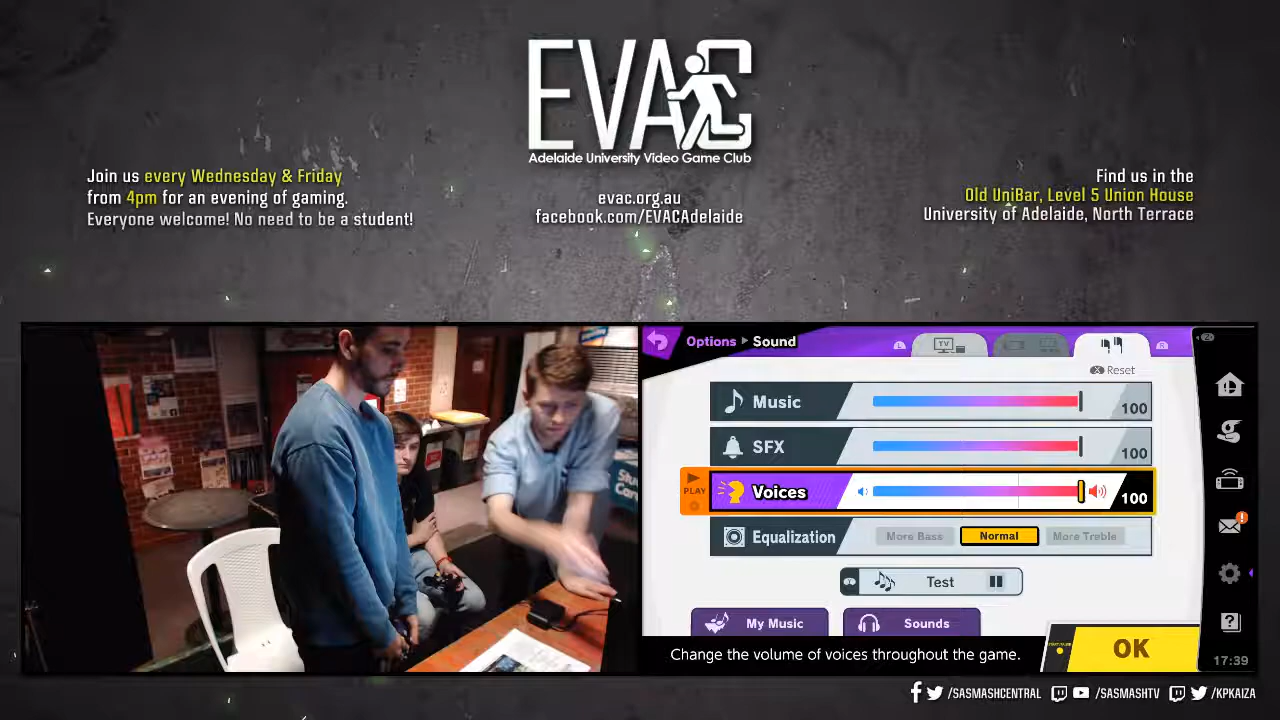 EVAC
Adelaide University Video Game Club
Join us every Wednesday & Friday
from 4pm for an evening of gaming.
Everyone welcome! No need to be a student!
evac.org.au
facebook.com/EVACAdelaide
Find us in the
Old UniBar, Level 5 Union House
University of Adelaide, North Terrace
Options ▸ Sound
L
TV
R
ZR
X Reset
Music
100
SFX
100
PLAY
Voices
100
Equalization
More Bass
Normal
More Treble
Test
My Music
Sounds
Change the volume of voices throughout the game.
OK
17:39
/SASMASHCENTRAL
/SASMASHTV
/KPKAIZA